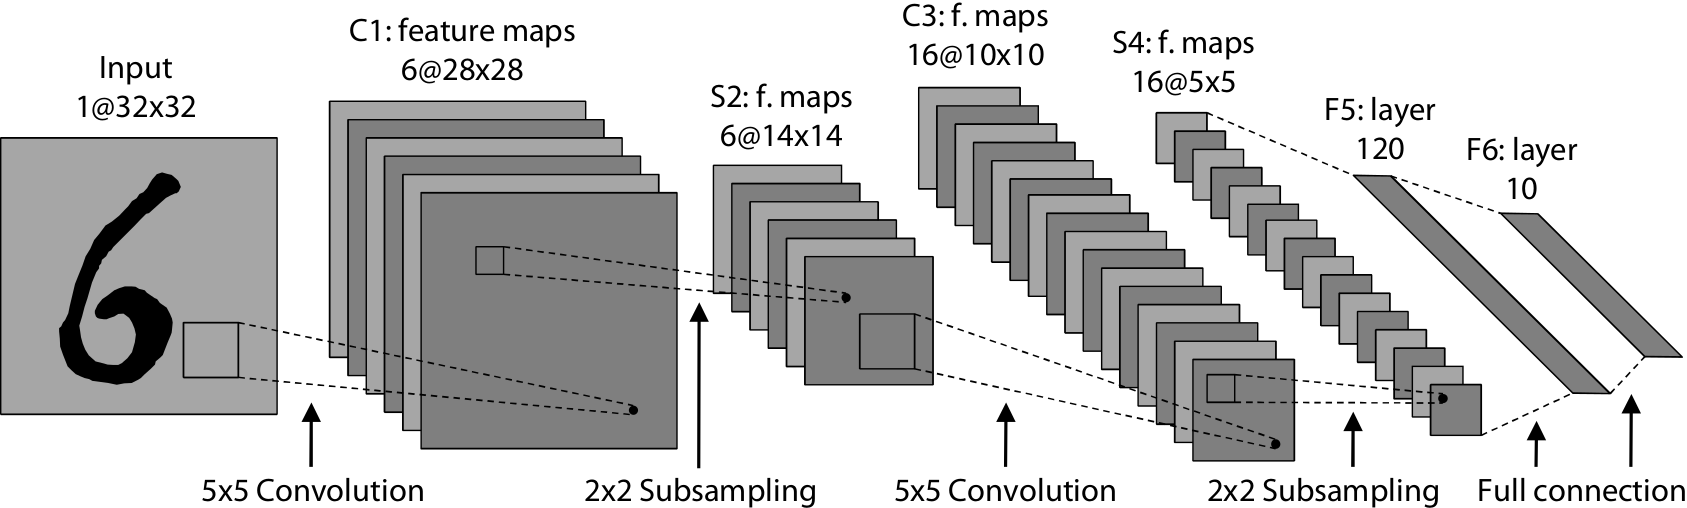 Input
1@32x32
C1: feature maps
6@28x28
S2: f. maps
6@14x14
C3: f. maps
16@10x10
S4: f. maps
16@5x5
F5: layer
120
F6: layer
10
5x5 Convolution
2x2 Subsampling
5x5 Convolution
2x2 Subsampling
Full connection
6